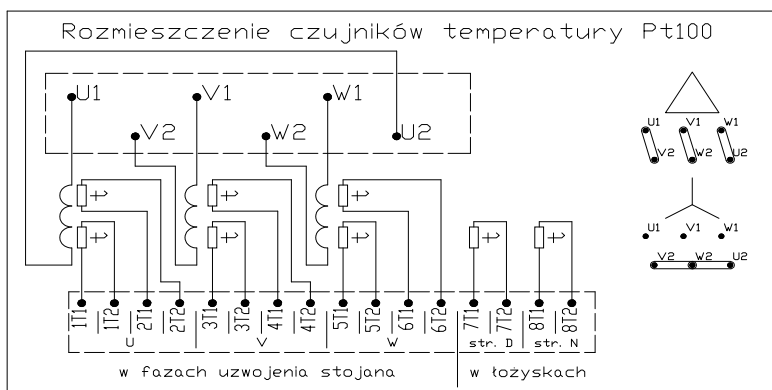 Rozmieszczenie czujników temperatury Pt100
U1 V1 W1
V2 W2 U2
U1 V1 W1
V2 W2 U2
t t t
t t t t t
U1 V1 W1
V2 W2 U2
1T1 1T2 2T1 2T2 3T1 3T2 4T1 4T2 5T1 5T2 6T1 6T2 7T1 7T2 8T1 8T2
U V W str. D str. N
w fazach uzwojenia stojana w łożyskach